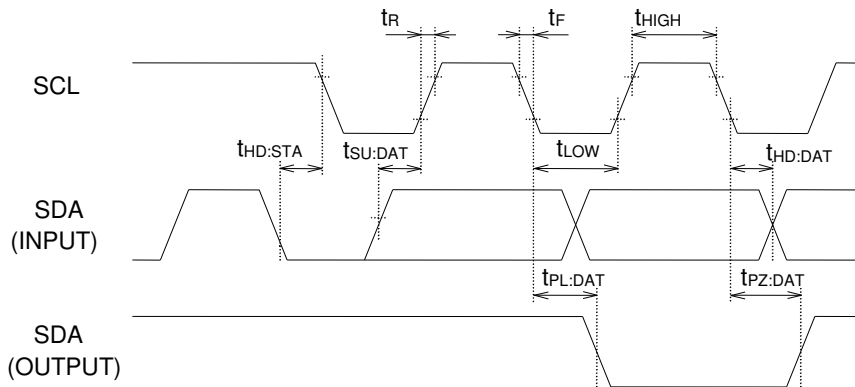 tR
tF
tHIGH
SCL
tHD:STA
tSU:DAT
tLOW
tHD:DAT
SDA
(INPUT)
tPL:DAT
tPZ:DAT
SDA
(OUTPUT)